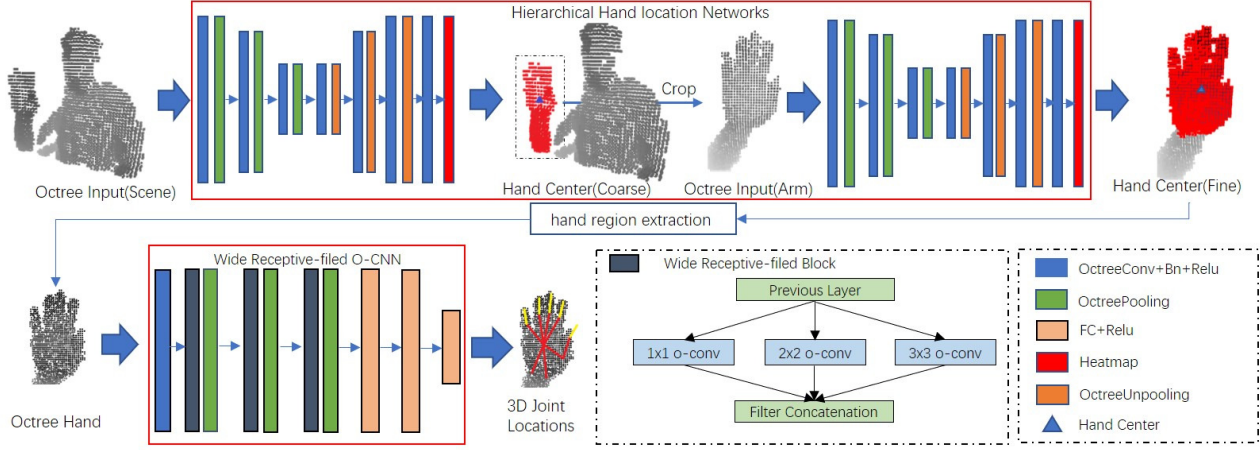 Hierarchical Hand location Networks
Crop
Octree Input(Scene)
Hand Center(Coarse)
Octree Input(Arm)
Hand Center(Fine)
hand region extraction
Wide Receptive-filed O-CNN
Octree Hand
3D Joint
Locations
Wide Receptive-filed Block
Previous Layer
1x1 o-conv
2x2 o-conv
3x3 o-conv
Filter Concatenation
OctreeConv+Bn+Relu
OctreePooling
FC+Relu
Heatmap
OctreeUnpooling
Hand Center